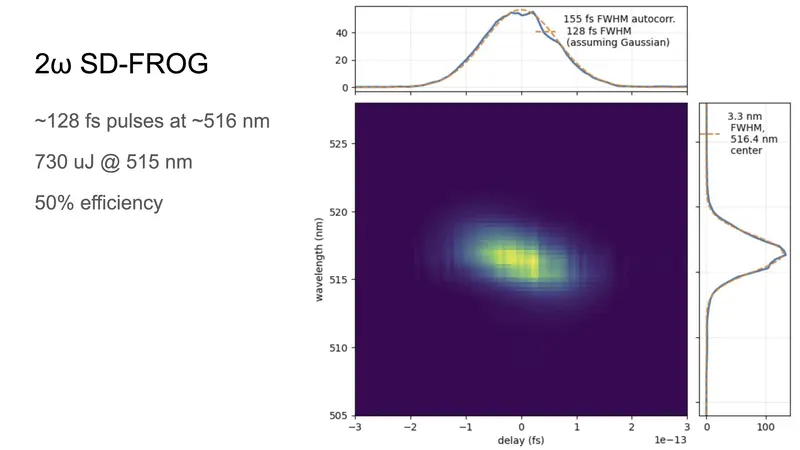 2ω SD-FROG
~128 fs pulses at ~516 nm
730 uJ @ 515 nm
50% efficiency
155 fs FWHM autocorr.
128 fs FWHM
(assuming Gaussian)
40
20
0
3.3 nm
FWHM,
516.4 nm
center
525
520
515
510
505
wavelength (nm)
−3 −2 −1 0 1 2 3
delay (fs)
1e−13
0 100